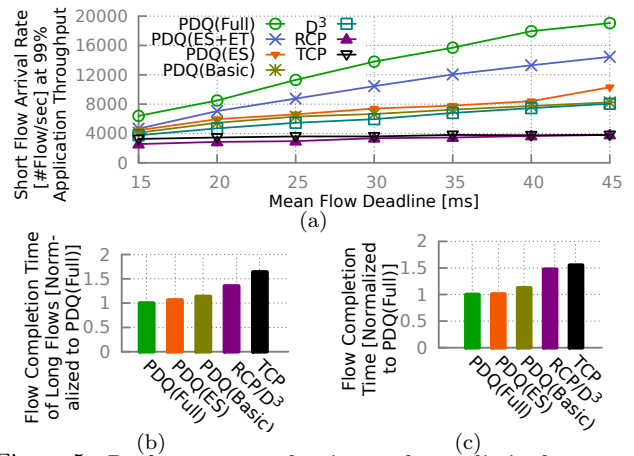 Short Flow Arrival Rate
[#Flow/sec] at 99%
Application Throughput
20000
16000
12000
8000
4000
0
PDQ(Full)
PDQ(ES+ET)
PDQ(ES)
PDQ(Basic)
D³
RCP
TCP
15 20 25 30 35 40 45
Mean Flow Deadline [ms]
(a)
Flow Completion Time
of Long Flows [Norm-
alized to PDQ(Full)]
2
1.5
1
0.5
0
PDQ(Full)
PDQ(ES)
PDQ(Basic)
RCP/D³
TCP
(b)
Flow Completion
Time [Normalized
to PDQ(Full)]
2
1.5
1
0.5
0
PDQ(Full)
PDQ(ES)
PDQ(Basic)
RCP/D³
TCP
(c)